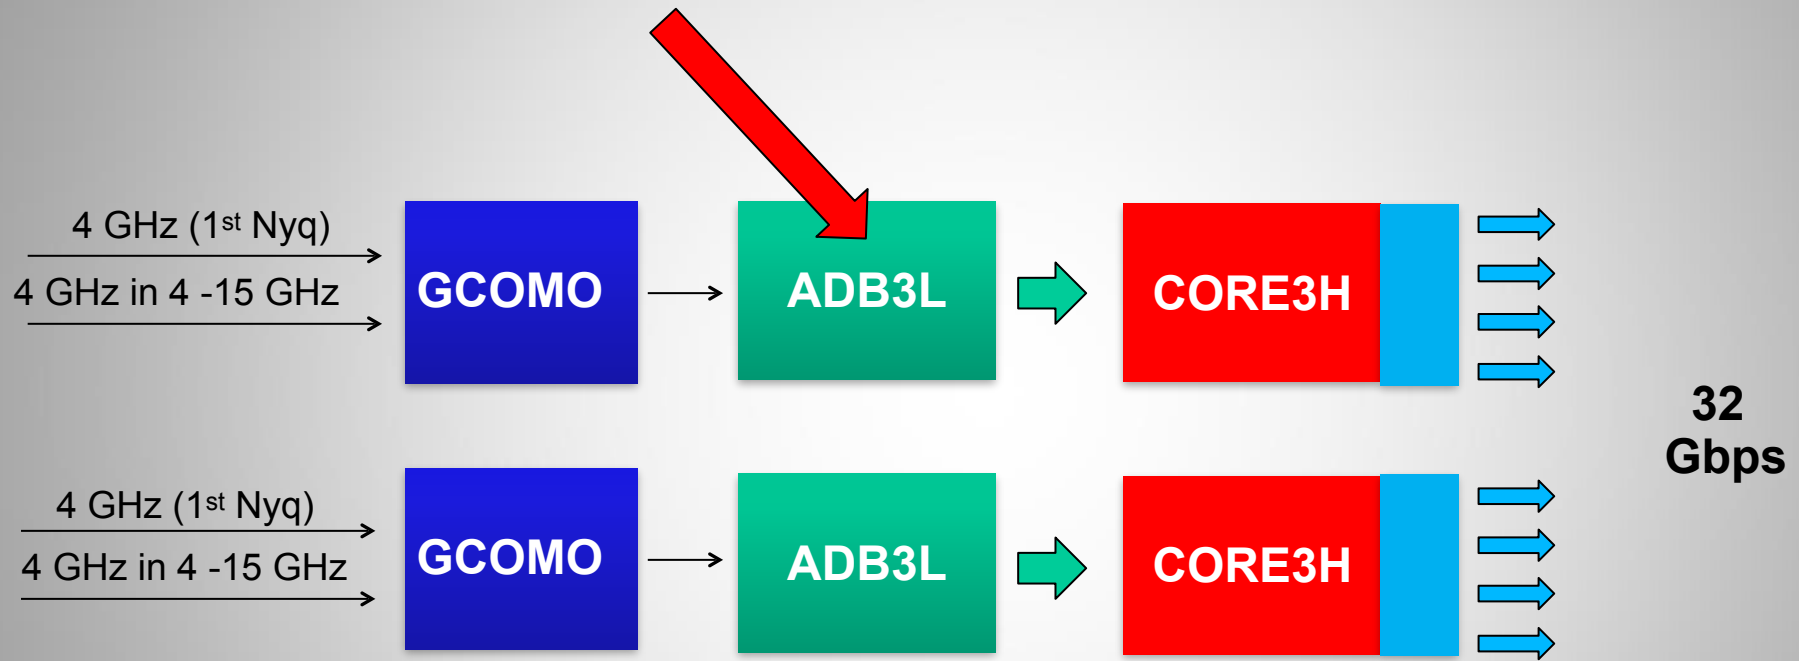 4 GHz (1st Nyq)
4 GHz in 4 -15 GHz
GCOMO
ADB3L
CORE3H
32
Gbps
4 GHz (1st Nyq)
4 GHz in 4 -15 GHz
GCOMO
ADB3L
CORE3H